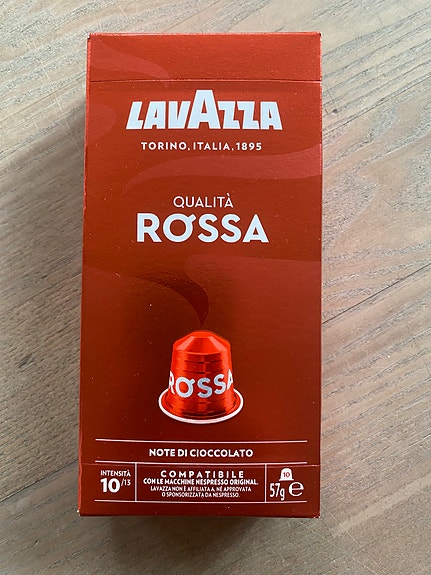 LAVAZZA
TORINO, ITALIA, 1895
QUALITÀ
ROSSA
ROSSA
NOTE DI CIOCCOLATO
INTENSITÀ
10/13
COMPATIBILE
CON LE MACCHINE NESPRESSO ORIGINAL.
LAVAZZA NON È AFFILIATA A, NÉ APPROVATA
O SPONSORIZZATA DA NESPRESSO.
10
57g e